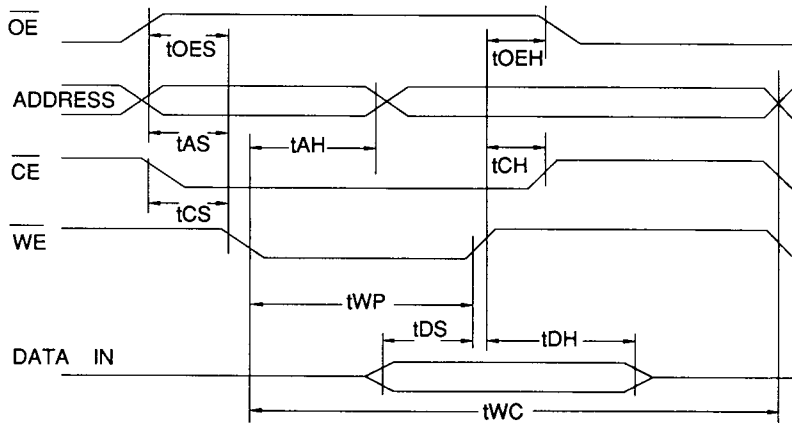 OE
tOES tOEH
ADDRESS
tAS tAH tCH
CE
tCS
WE
tWP
tDS tDH
DATA IN
tWC